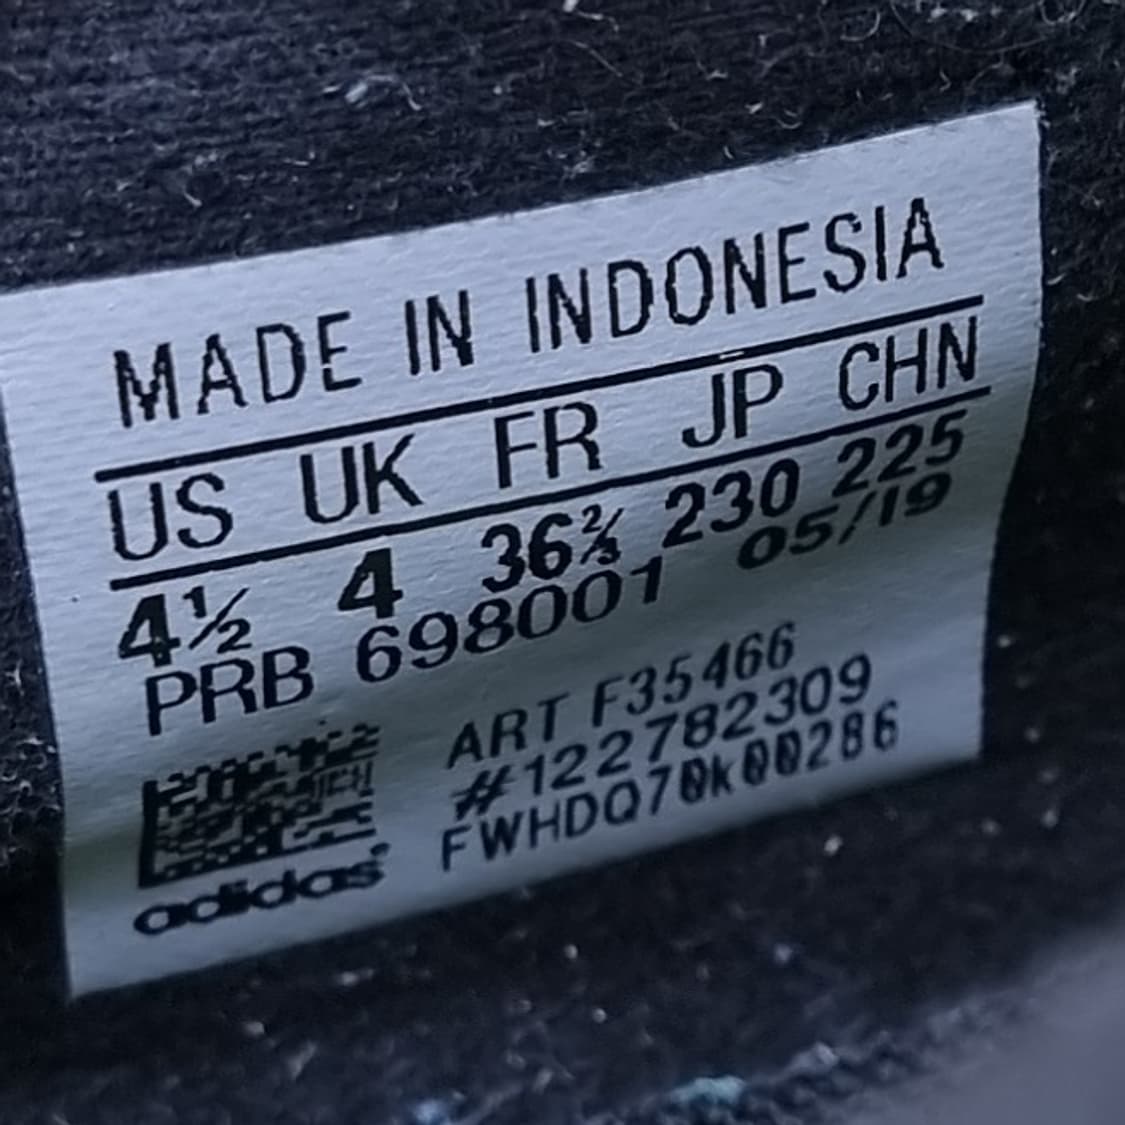 MADE IN INDONESIA
US UK FR JP CHN
4½ 4 36⅔ 230 225
PRB 698001 05/19
ART F35466
#122782309
FWHDQ70k00286
adidas